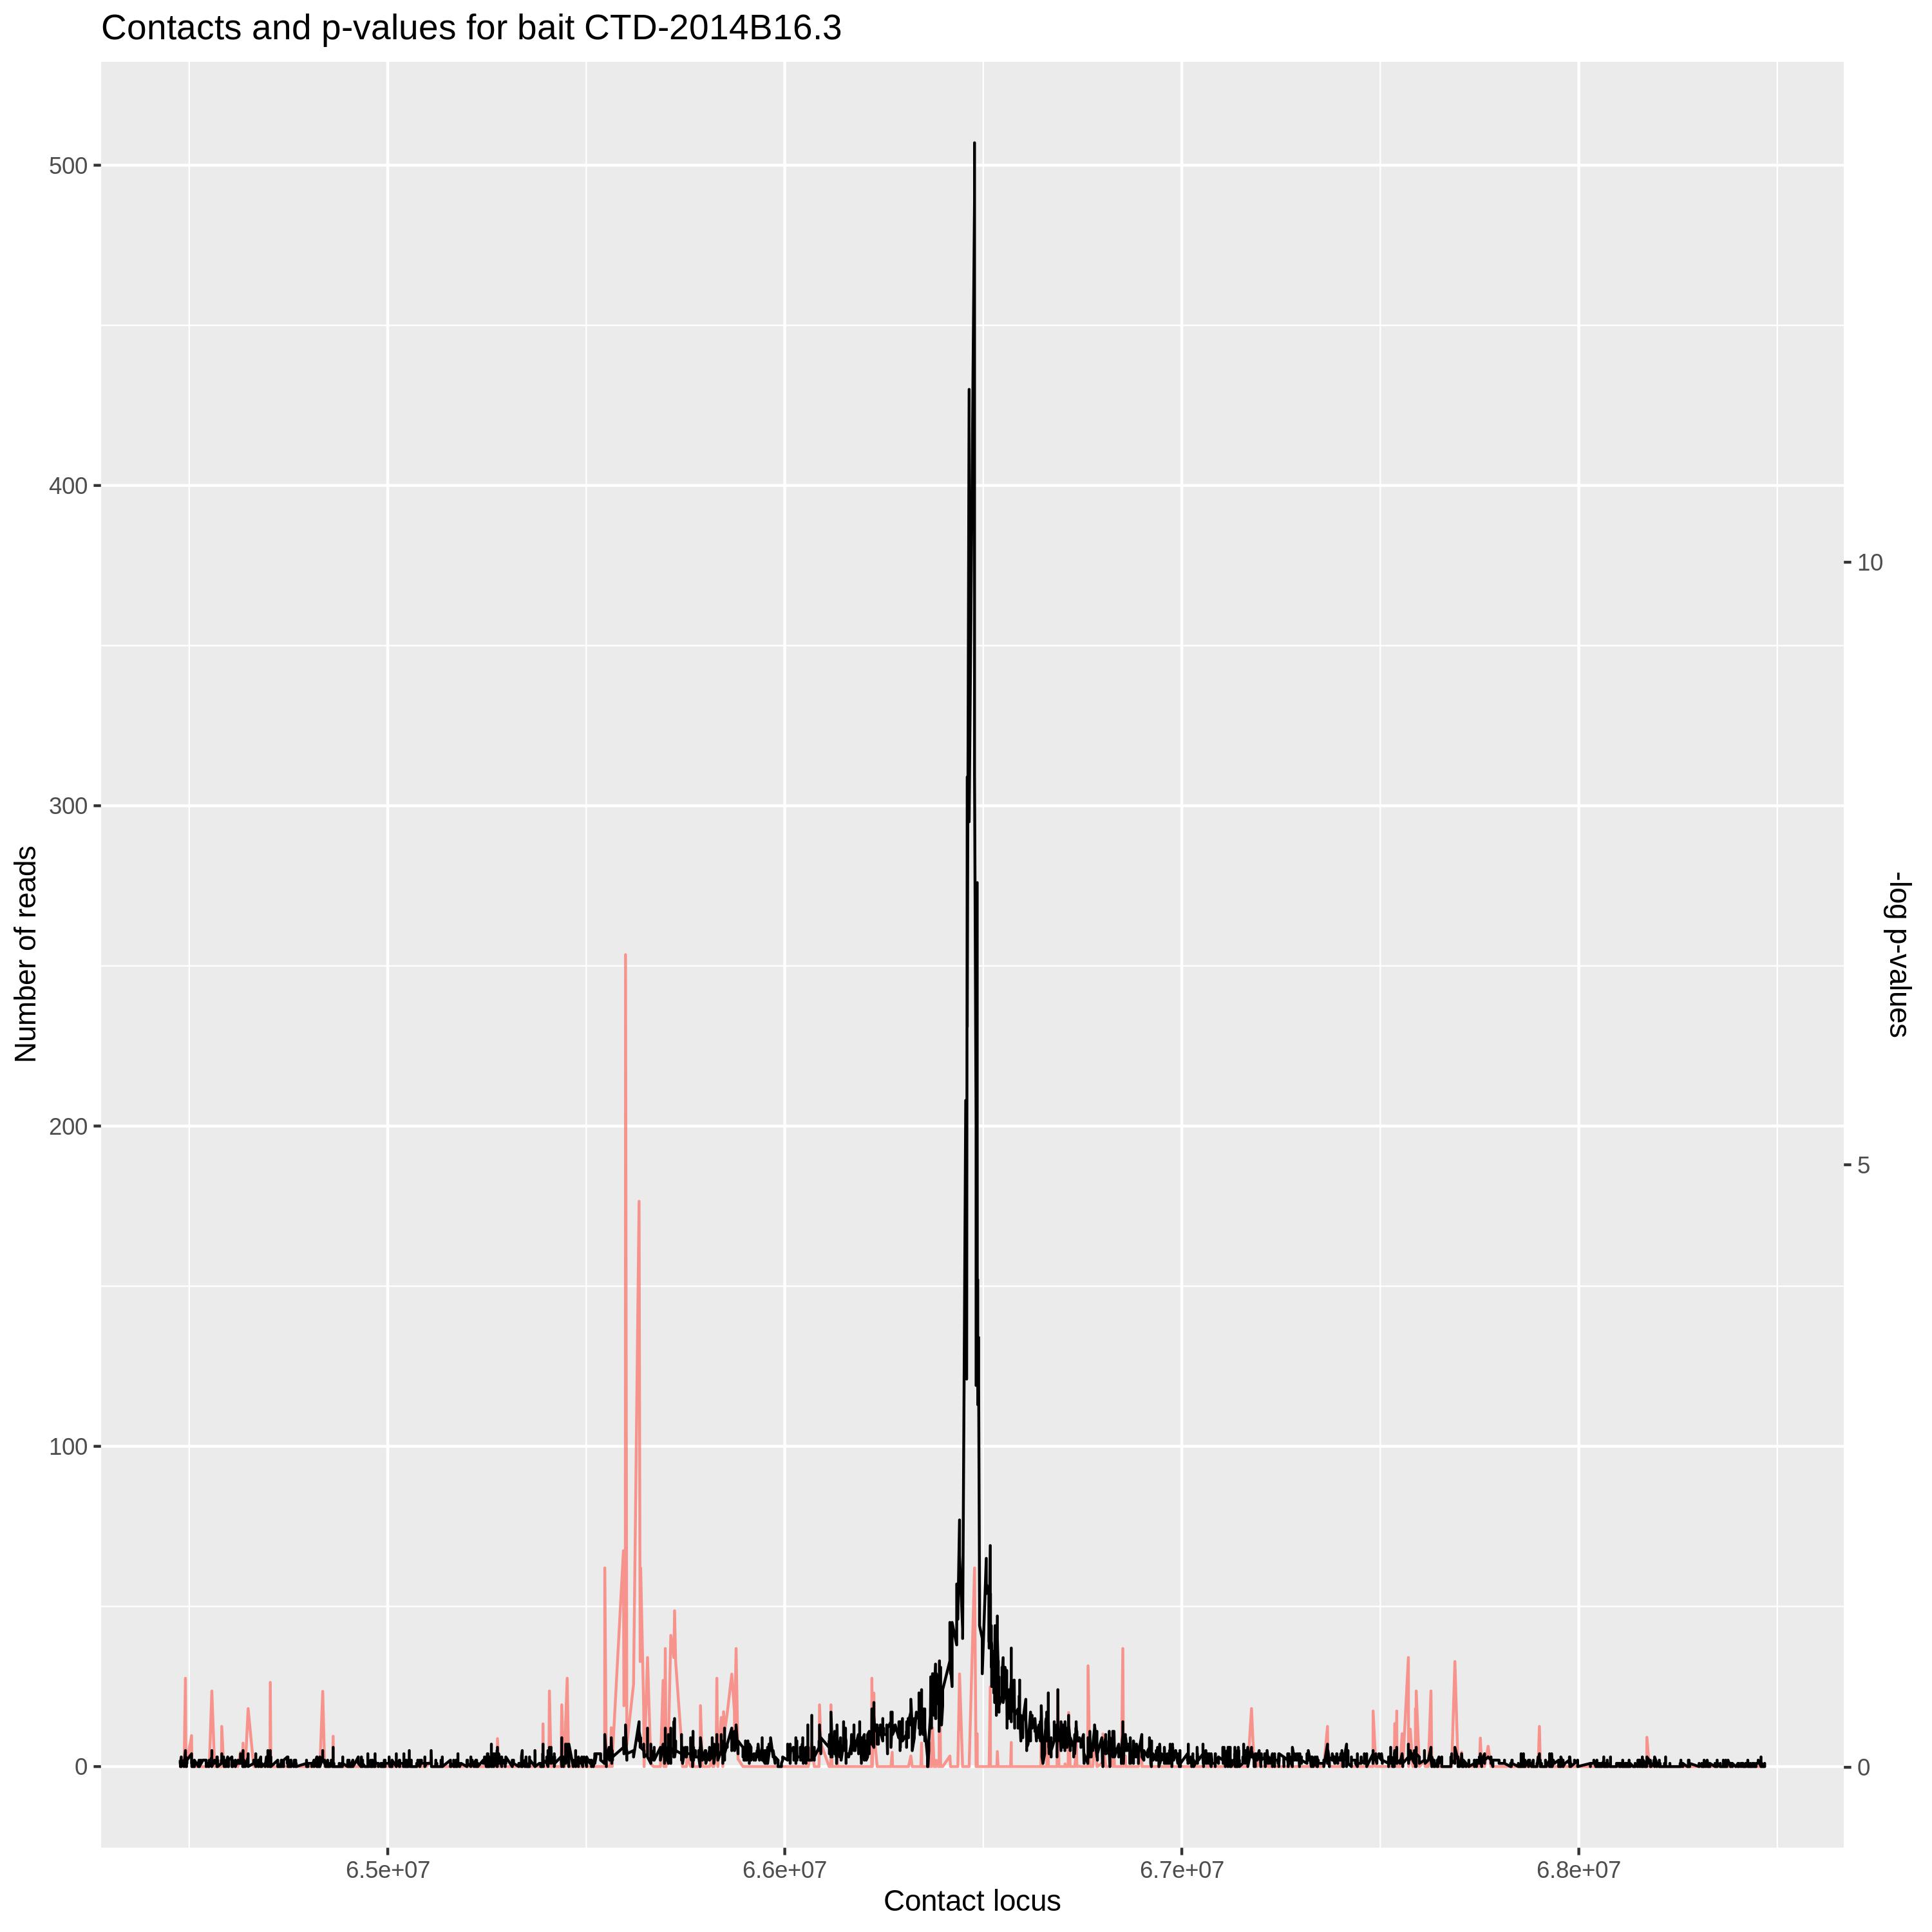 Contacts and p-values for bait CTD-2014B16.3
500
400
300
200
100
0
Number of reads
10
5
0
-log p-values
6.5e+07
6.6e+07
6.7e+07
6.8e+07
Contact locus